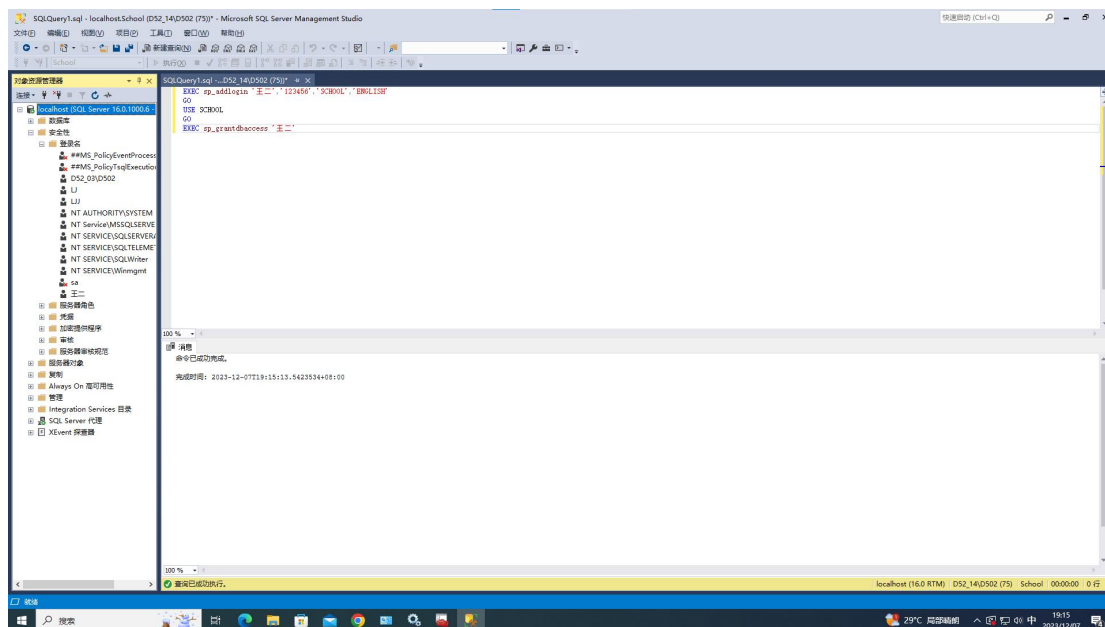 SQLQuery1.sql - localhost.School (D52_14\D502 (75))* - Microsoft SQL Server Management Studio
快速启动 (Ctrl+Q)
文件(F) 编辑(E) 视图(V) 项目(P) 工具(T) 窗口(W) 帮助(H)
新建查询(N)
School
执行(X)
对象资源管理器
SQLQuery1.sql -...D52_14\D502 (75))*
连接
localhost (SQL Server 16.0.1000.6 -
数据库
安全性
登录名
##MS_PolicyEventProcess
##MS_PolicyTsqlExecution
D52_03\D502
LJ
LJJ
NT AUTHORITY\SYSTEM
NT Service\MSSQLSERVE
NT SERVICE\SQLSERVERA
NT SERVICE\SQLTELEME
NT SERVICE\SQLWriter
NT SERVICE\Winmgmt
sa
王二
服务器角色
凭据
加密提供程序
审核
服务器审核规范
服务器对象
复制
Always On 高可用性
管理
Integration Services 目录
SQL Server 代理
XEvent 探查器
EXEC sp_addlogin '王二','123456','SCHOOL','ENGLISH'
GO
USE SCHOOL
GO
EXEC sp_grantdbaccess '王二'
100 %
消息
命令已成功完成。
完成时间: 2023-12-07T19:15:13.5423534+08:00
100 %
查询已成功执行。
localhost (16.0 RTM) D52_14\D502 (75) School 00:00:00 0 行
就绪
搜索
29°C 局部晴朗
中
19:15
2023/12/07